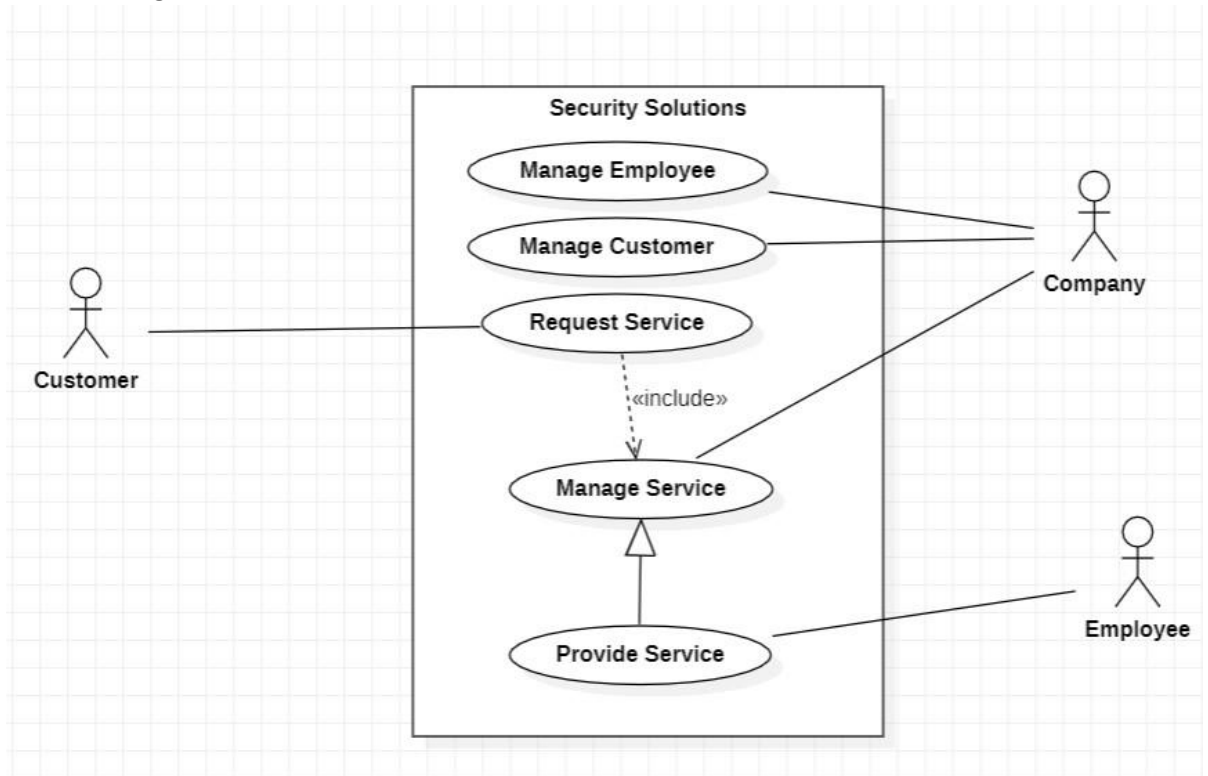 Security Solutions
Manage Employee
Manage Customer
Company
Request Service
Customer
«include»
Manage Service
Employee
Provide Service